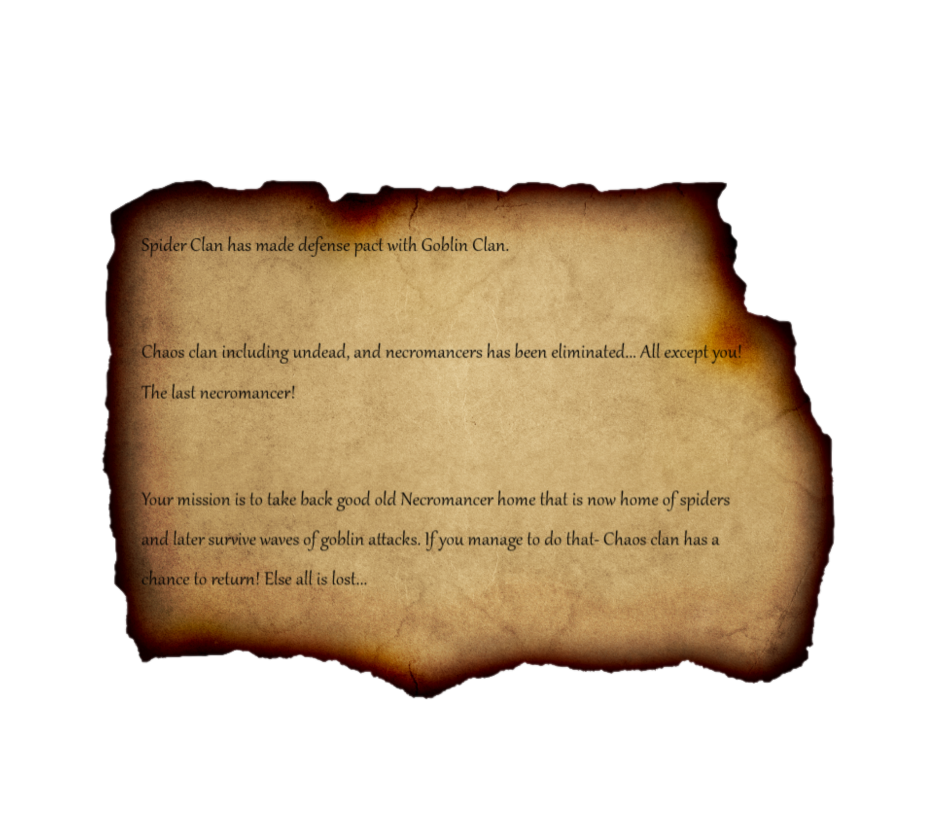 Spider Clan has made defense pact with Goblin Clan.
Chaos clan including undead, and necromancers has been eliminated... All except you!
The last necromancer!
Your mission is to take back good old Necromancer home that is now home of spiders
and later survive waves of goblin attacks. If you manage to do that- Chaos clan has a
chance to return! Else all is lost...